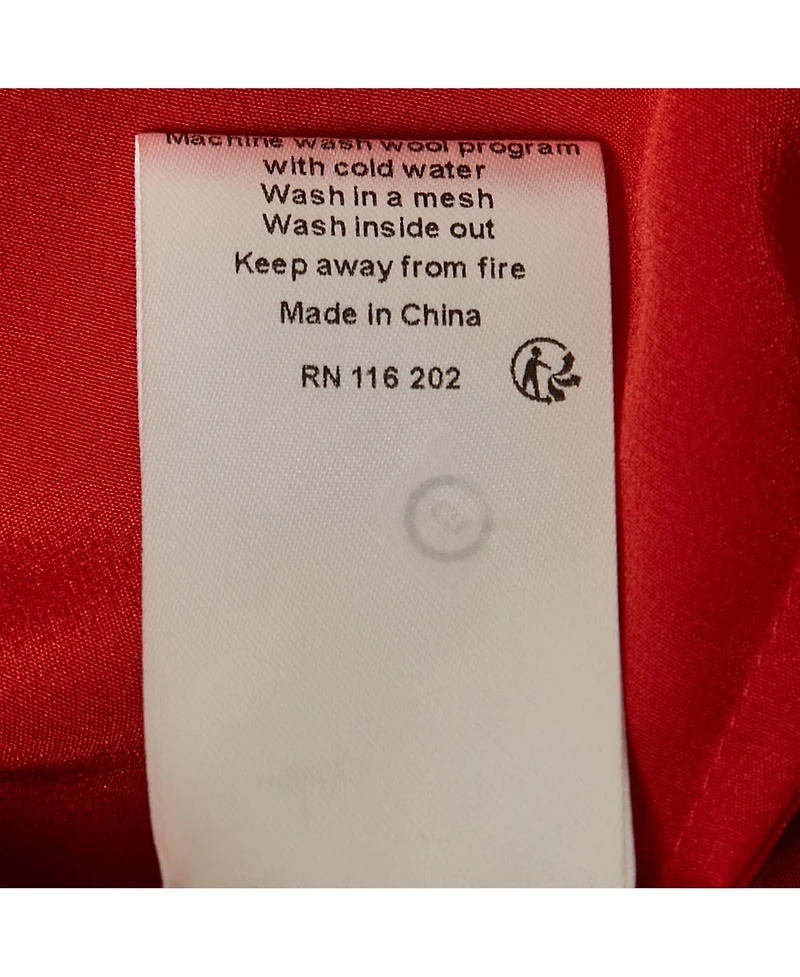 Machine wash wool program
with cold water
Wash in a mesh
Wash inside out
Keep away from fire
Made in China
RN 116 202